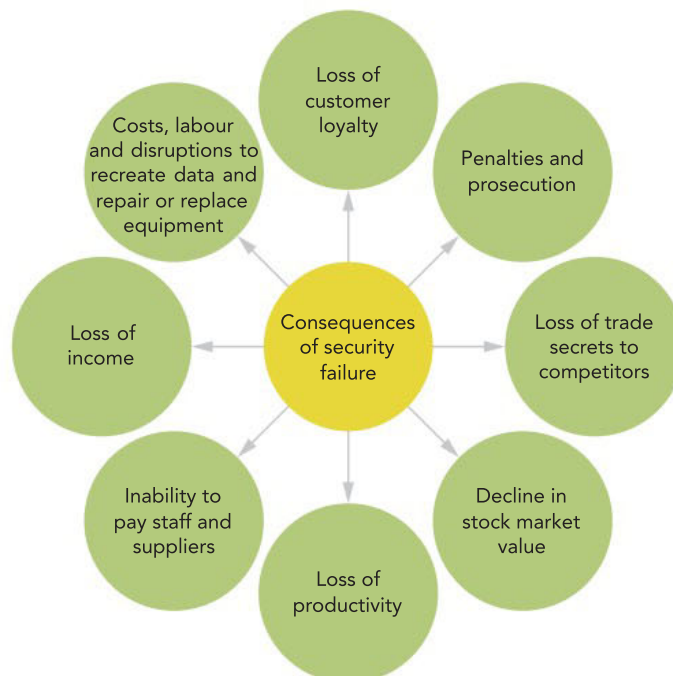 Loss of
customer
loyalty
Costs, labour
and disruptions to
recreate data and
repair or replace
equipment
Penalties and
prosecution
Loss of
income
Consequences
of security
failure
Loss of trade
secrets to
competitors
Inability to
pay staff and
suppliers
Decline in
stock market
value
Loss of
productivity